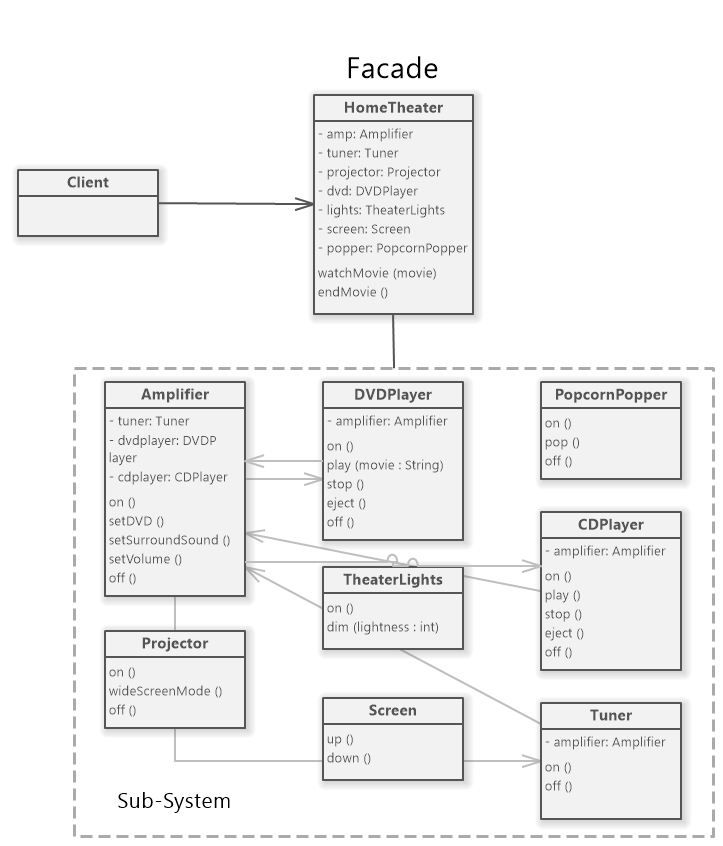 Facade
HomeTheater
- amp: Amplifier
- tuner: Tuner
- projector: Projector
- dvd: DVDPlayer
- lights: TheaterLights
- screen: Screen
- popper: PopcornPopper
watchMovie (movie)
endMovie ()
Client
Amplifier
- tuner: Tuner
- dvdplayer: DVDP
layer
- cdplayer: CDPlayer
on ()
setDVD ()
setSurroundSound ()
setVolume ()
off ()
DVDPlayer
- amplifier: Amplifier
on ()
play (movie : String)
stop ()
eject ()
off ()
PopcornPopper
on ()
pop ()
off ()
CDPlayer
- amplifier: Amplifier
on ()
play ()
stop ()
eject ()
off ()
TheaterLights
on ()
dim (lightness : int)
Projector
on ()
wideScreenMode ()
off ()
Screen
up ()
down ()
Tuner
- amplifier: Amplifier
on ()
off ()
Sub-System